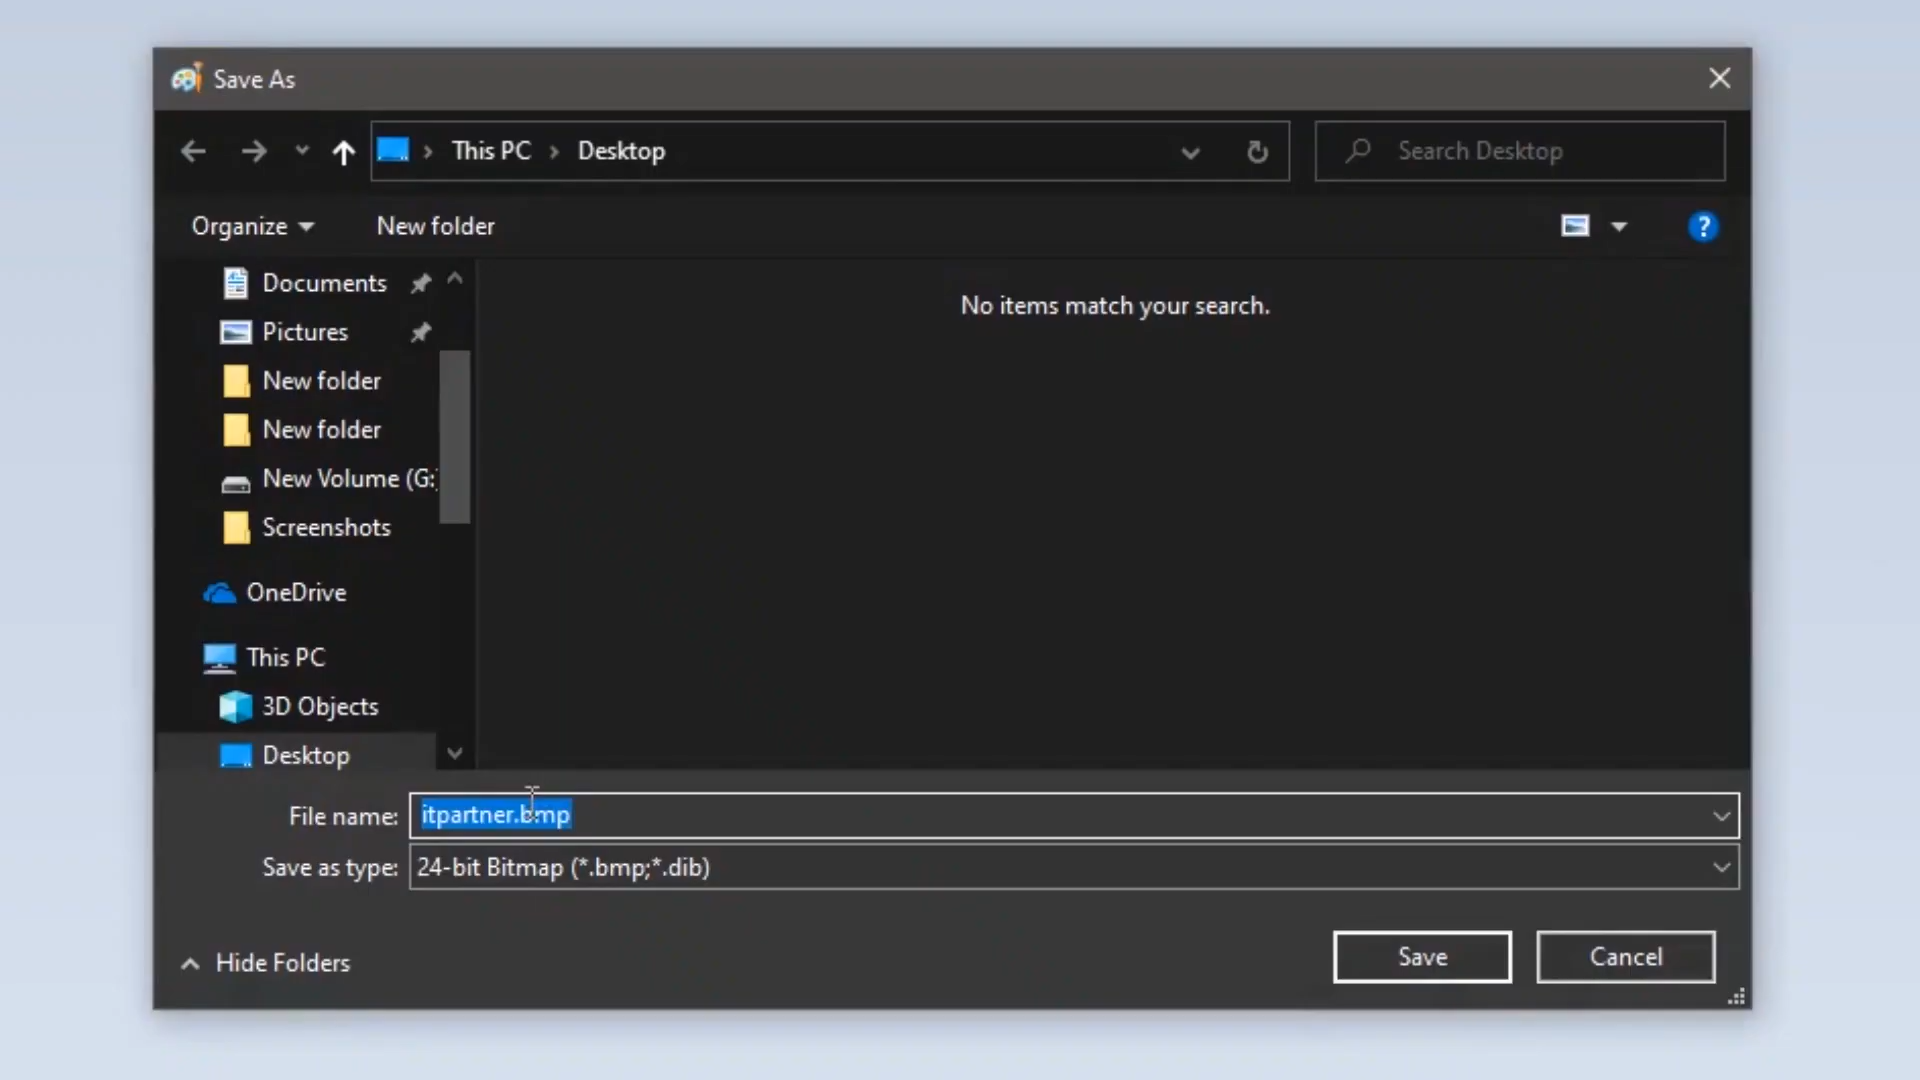 Save As
This PC
Desktop
Search Desktop
Organize
New folder
?
Documents
No items match your search.
Pictures
New folder
New folder
New Volume (G:)
Screenshots
OneDrive
This PC
3D Objects
Desktop
File name: itpartner.bmp
Save as type: 24-bit Bitmap (*.bmp;*.dib)
Hide Folders
Save
Cancel